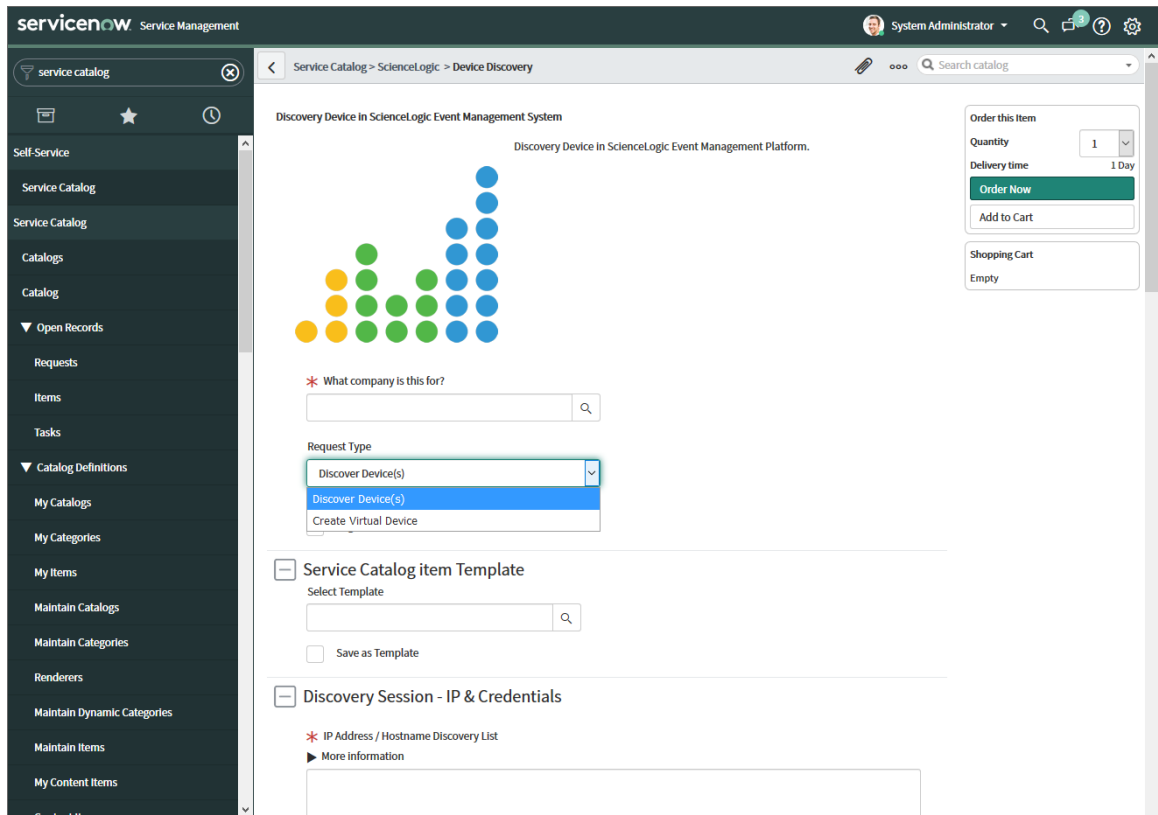 servicenow. Service Management
System Administrator
3
service catalog
Service Catalog > ScienceLogic > Device Discovery
Search catalog
Self-Service
Service Catalog
Service Catalog
Catalogs
Catalog
Open Records
Requests
Items
Tasks
Catalog Definitions
My Catalogs
My Categories
My Items
Maintain Catalogs
Maintain Categories
Renderers
Maintain Dynamic Categories
Maintain Items
My Content Items
Discovery Device in ScienceLogic Event Management System
Discovery Device in ScienceLogic Event Management Platform.
What company is this for?
Request Type
Discover Device(s)
Discover Device(s)
Create Virtual Device
Service Catalog item Template
Select Template
Save as Template
Discovery Session - IP & Credentials
IP Address / Hostname Discovery List
More information
Order this Item
Quantity 1
Delivery time 1 Day
Order Now
Add to Cart
Shopping Cart
Empty